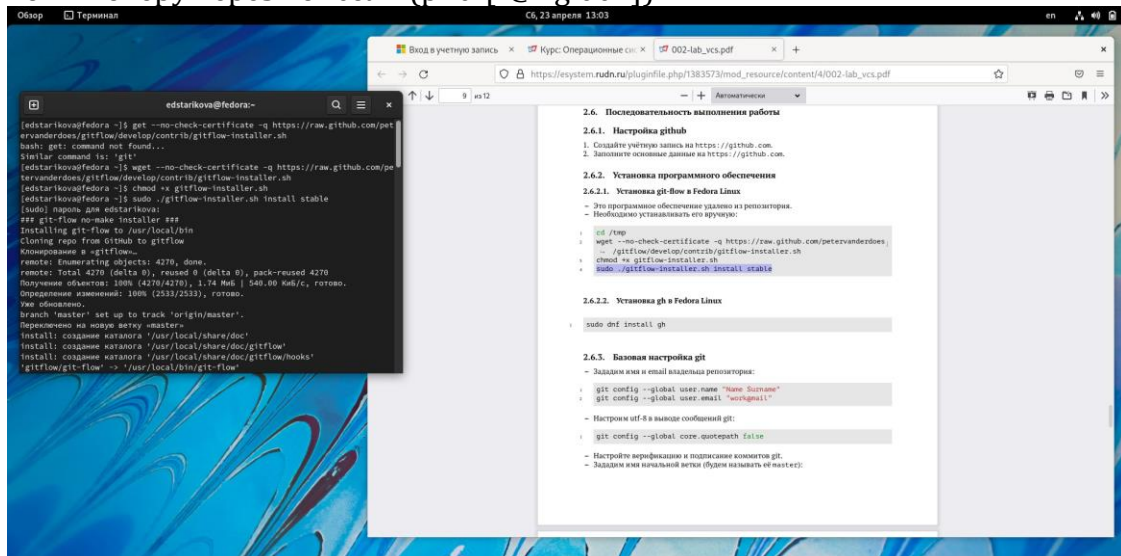 Обзор Терминал Сб, 23 апреля 13:03 en
Вход в учетную запись × Курс: Операционные сис × 002-lab_vcs.pdf × + ×
https://esystem.rudn.ru/pluginfile.php/1383573/mod_resource/content/4/002-lab_vcs.pdf
9 из 12 — + Автоматически
edstarikova@fedora:~
[edstarikova@fedora ~]$ get --no-check-certificate -q https://raw.github.com/pet
ervanderdoes/gitflow/develop/contrib/gitflow-installer.sh
bash: get: command not found...
Similar command is: 'git'
[edstarikova@fedora ~]$ wget --no-check-certificate -q https://raw.github.com/pe
tervanderdoes/gitflow/develop/contrib/gitflow-installer.sh
[edstarikova@fedora ~]$ chmod +x gitflow-installer.sh
[edstarikova@fedora ~]$ sudo ./gitflow-installer.sh install stable
[sudo] пароль для edstarikova:
### git-flow no-make installer ###
Installing git-flow to /usr/local/bin
Cloning repo from GitHub to gitflow
Клонирование в «gitflow»…
remote: Enumerating objects: 4270, done.
remote: Total 4270 (delta 0), reused 0 (delta 0), pack-reused 4270
Получение объектов: 100% (4270/4270), 1.74 МиБ | 540.00 КиБ/с, готово.
Определение изменений: 100% (2533/2533), готово.
Уже обновлено.
branch 'master' set up to track 'origin/master'.
Переключено на новую ветку «master»
install: создание каталога '/usr/local/share/doc'
install: создание каталога '/usr/local/share/doc/gitflow'
install: создание каталога '/usr/local/share/doc/gitflow/hooks'
'gitflow/git-flow' -> '/usr/local/bin/git-flow'
2.6. Последовательность выполнения работы
2.6.1. Настройка github
1. Создайте учётную запись на https://github.com.
2. Заполните основные данные на https://github.com.
2.6.2. Установка программного обеспечения
2.6.2.1. Установка git-flow в Fedora Linux
– Это программное обеспечение удалено из репозитория.
– Необходимо устанавливать его вручную:
1 cd /tmp
2 wget --no-check-certificate -q https://raw.github.com/petervanderdoes
/gitflow/develop/contrib/gitflow-installer.sh
3 chmod +x gitflow-installer.sh
4 sudo ./gitflow-installer.sh install stable
2.6.2.2. Установка gh в Fedora Linux
1 sudo dnf install gh
2.6.3. Базовая настройка git
– Зададим имя и email владельца репозитория:
1 git config --global user.name "Name Surname"
2 git config --global user.email "work@mail"
– Настроим utf-8 в выводе сообщений git:
1 git config --global core.quotepath false
– Настройте верификацию и подписание коммитов git.
– Зададим имя начальной ветки (будем называть её master):